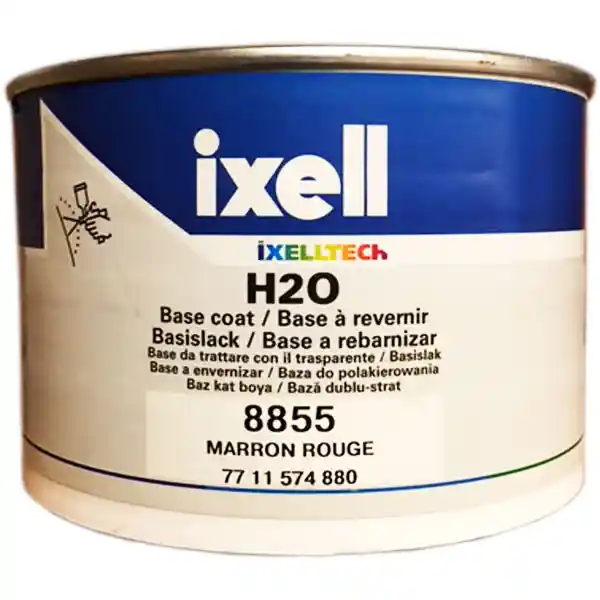 ixell
iXELLTECh
H2O
Base coat / Base à revernir
Basislack / Base a rebarnizar
Base da trattare con il trasparente / Basislak
Base a envernizar / Baza do polakierowania
Baz kat boya / Bază dublu-strat
8855
MARRON ROUGE
77 11 574 880